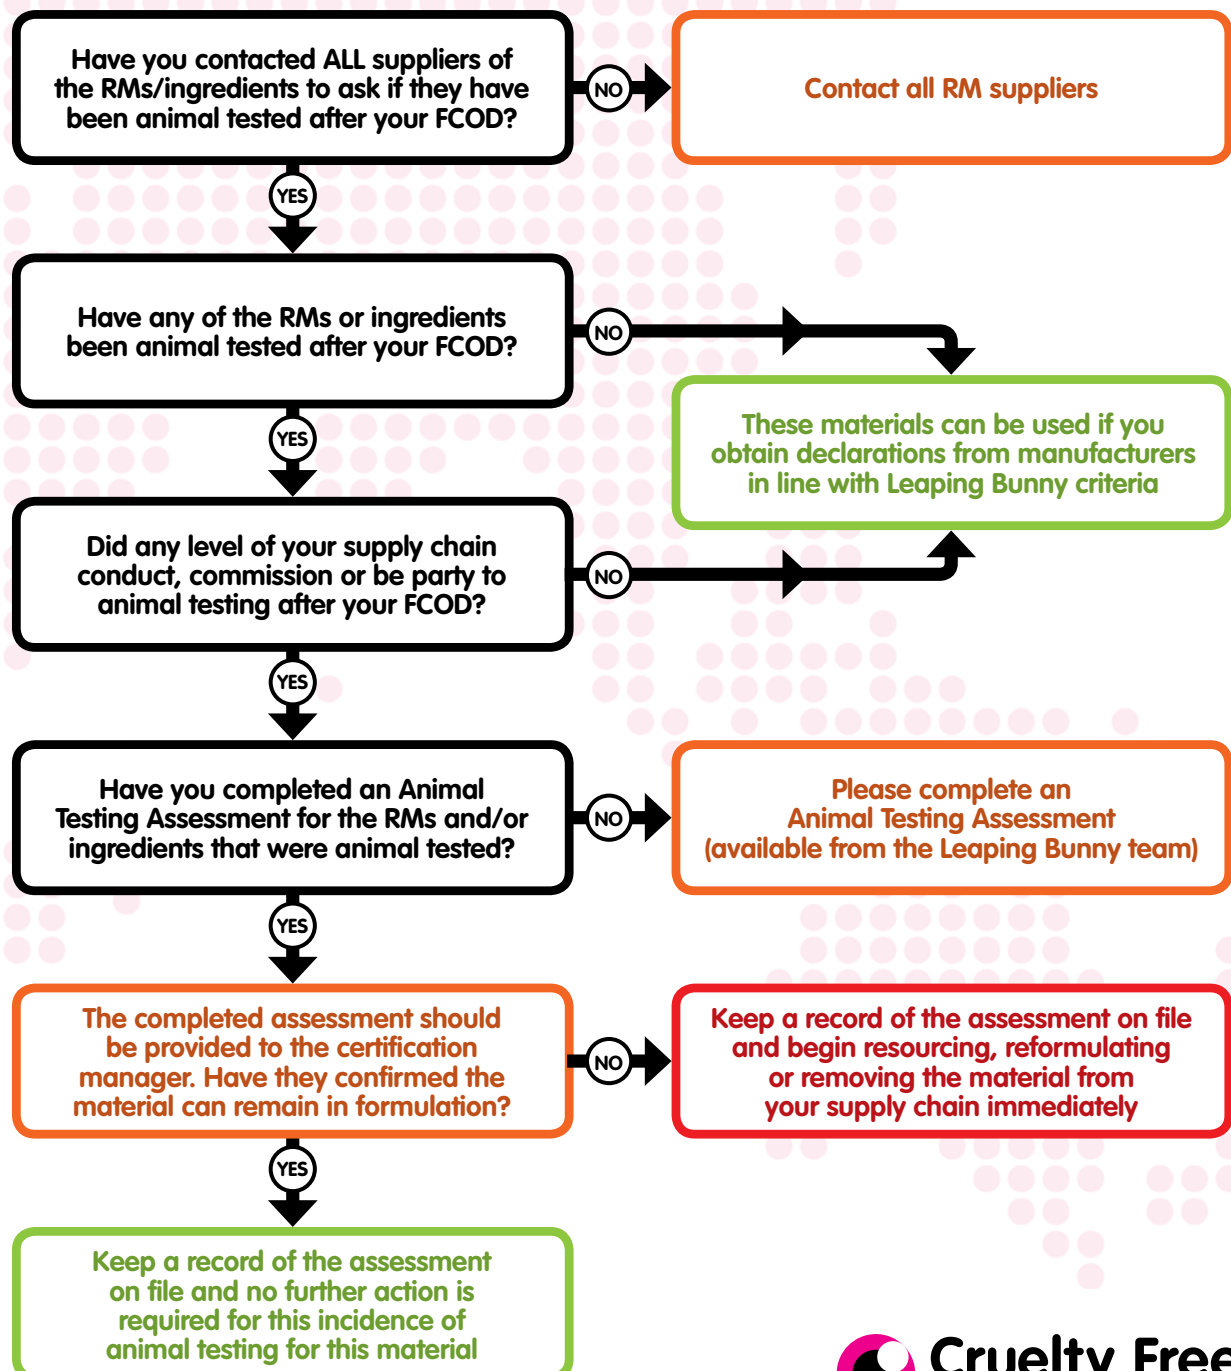 Have you contacted ALL suppliers of
the RMs/ingredients to ask if they have
been animal tested after your FCOD?
NO
Contact all RM suppliers
YES
Have any of the RMs or ingredients
been animal tested after your FCOD?
NO
These materials can be used if you
obtain declarations from manufacturers
in line with Leaping Bunny criteria
YES
Did any level of your supply chain
conduct, commission or be party to
animal testing after your FCOD?
NO
YES
Have you completed an Animal
Testing Assessment for the RMs and/or
ingredients that were animal tested?
NO
Please complete an
Animal Testing Assessment
(available from the Leaping Bunny team)
YES
The completed assessment should
be provided to the certification
manager. Have they confirmed the
material can remain in formulation?
NO
Keep a record of the assessment on file
and begin resourcing, reformulating
or removing the material from
your supply chain immediately
YES
Keep a record of the assessment
on file and no further action is
required for this incidence of
animal testing for this material
Cruelty Free